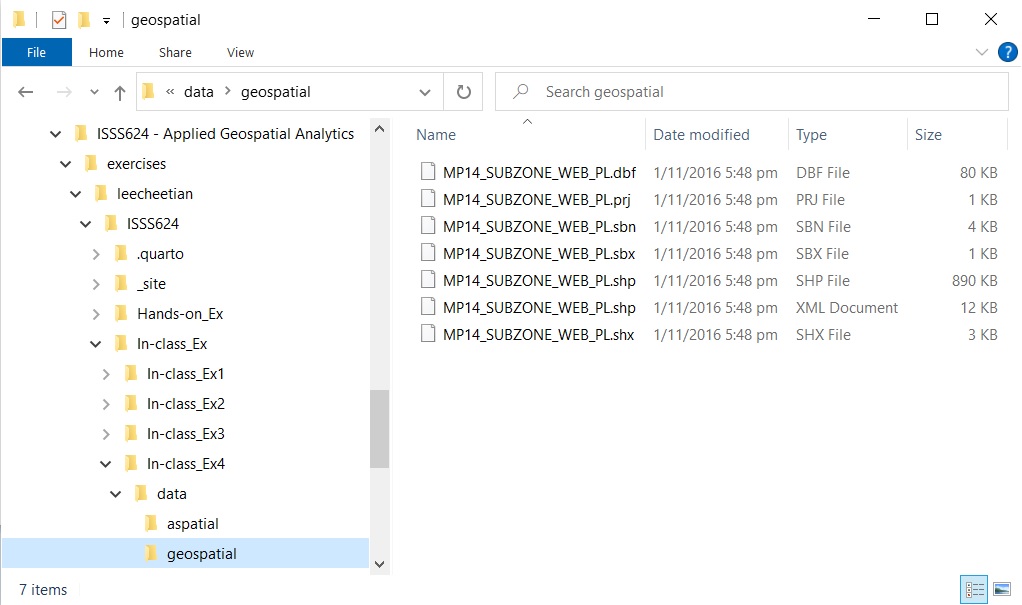 geospatial
File Home Share View
« data > geospatial Search geospatial
ISSS624 - Applied Geospatial Analytics
exercises
leecheetian
ISSS624
.quarto
_site
Hands-on_Ex
In-class_Ex
In-class_Ex1
In-class_Ex2
In-class_Ex3
In-class_Ex4
data
aspatial
geospatial
Name Date modified Type Size
MP14_SUBZONE_WEB_PL.dbf 1/11/2016 5:48 pm DBF File 80 KB
MP14_SUBZONE_WEB_PL.prj 1/11/2016 5:48 pm PRJ File 1 KB
MP14_SUBZONE_WEB_PL.sbn 1/11/2016 5:48 pm SBN File 4 KB
MP14_SUBZONE_WEB_PL.sbx 1/11/2016 5:48 pm SBX File 1 KB
MP14_SUBZONE_WEB_PL.shp 1/11/2016 5:48 pm SHP File 890 KB
MP14_SUBZONE_WEB_PL.shp 1/11/2016 5:48 pm XML Document 12 KB
MP14_SUBZONE_WEB_PL.shx 1/11/2016 5:48 pm SHX File 3 KB
7 items